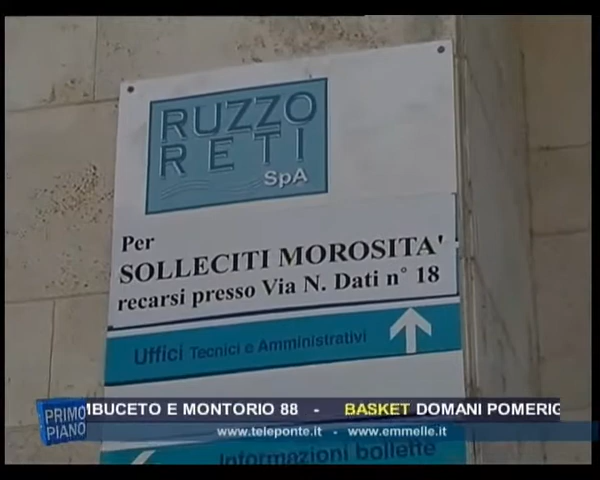 RUZZO
RETI
SpA
Per
SOLLECITI MOROSITA'
recarsi presso Via N. Dati n° 18
Uffici Tecnici e Amministrativi
PRIMO
PIANO
MBUCETO E MONTORIO 88 - BASKET DOMANI POMERIG
www.teleponte.it - www.emmelle.it
Informazioni bollette